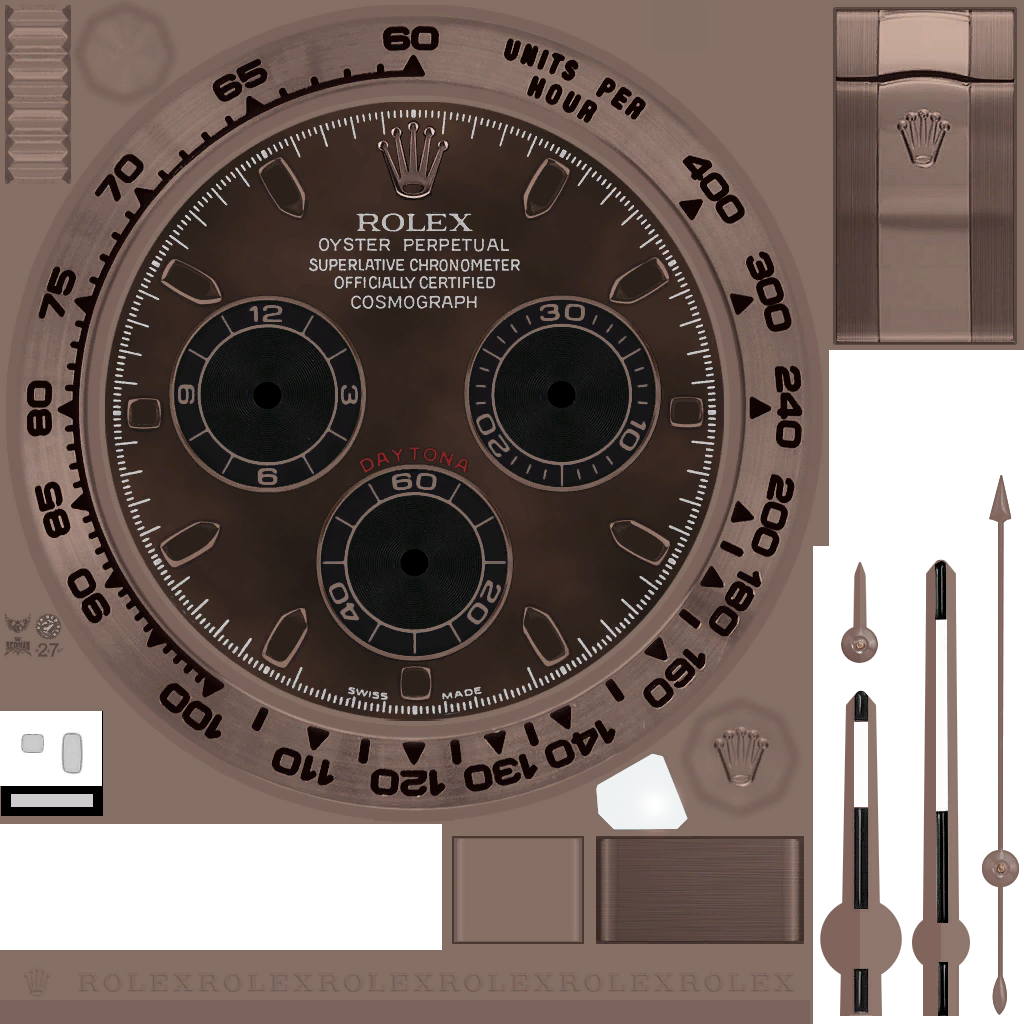 60
UNITS PER
HOUR
65
70
75
80
85
90
100
110
120
130
140
160
180
200
240
300
400
ROLEX
OYSTER PERPETUAL
SUPERLATIVE CHRONOMETER
OFFICIALLY CERTIFIED
COSMOGRAPH
12
3
6
9
30
10
20
DAYTONA
60
20
40
SWISS MADE
27
ROLEXROLEXROLEXROLEXROLEXROLEX